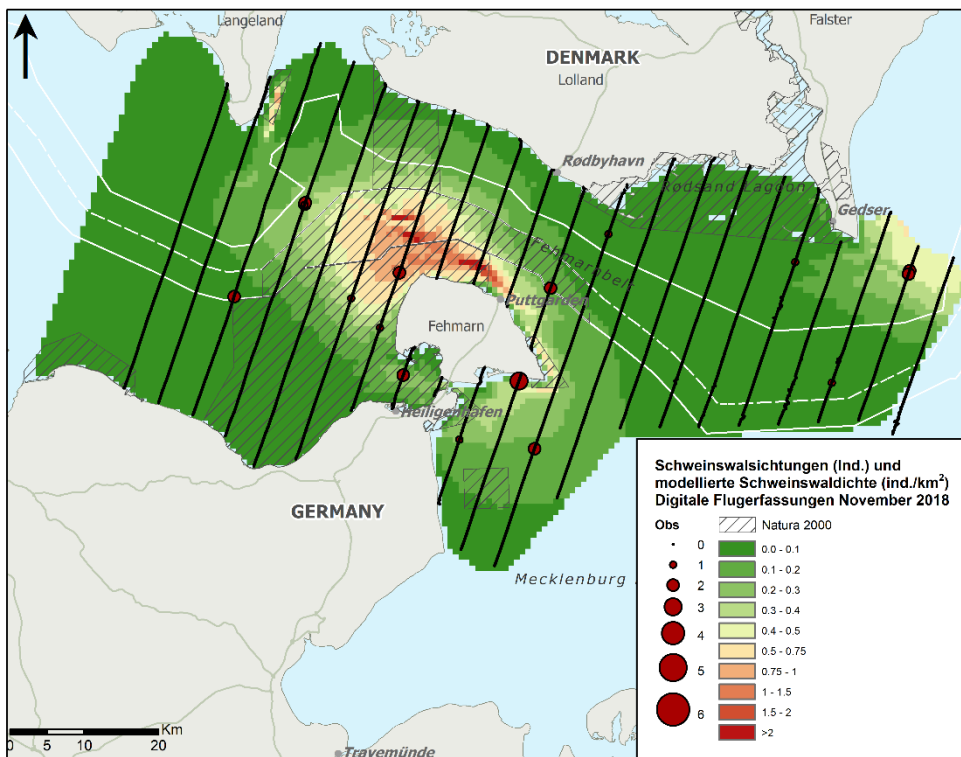 Langeland
Falster
DENMARK
Lolland
Rødbyhavn
Rødsand Lagoon
Gedser
Fehmarnbelt
Puttgarden
Fehmarn
Heiligenhafen
GERMANY
Mecklenburg
Travemünde
Km
0 5 10 20
Schweinswalsichtungen (Ind.) und
modellierte Schweinswaldichte (ind./km²)
Digitale Flugerfassungen November 2018
Obs
Natura 2000
0
1
2
3
4
5
6
0.0 - 0.1
0.1 - 0.2
0.2 - 0.3
0.3 - 0.4
0.4 - 0.5
0.5 - 0.75
0.75 - 1
1 - 1.5
1.5 - 2
>2